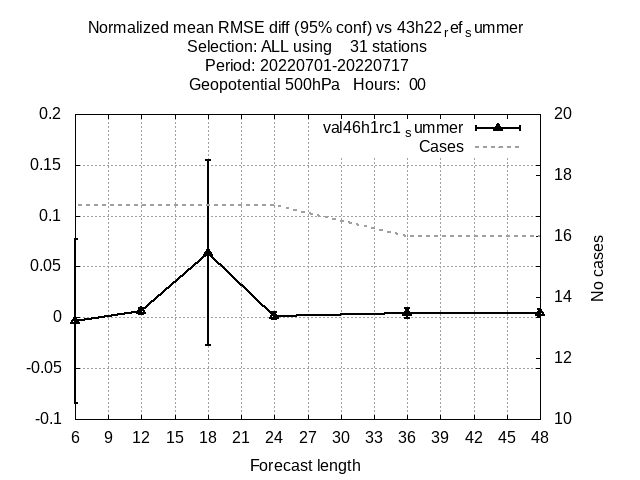 Normalized mean RMSE diff (95% conf) vs 43h22ᵣefₛummer
Selection: ALL using    31 stations
Period: 20220701-20220717
Geopotential 500hPa   Hours:  00
val46h1rc1ₛummer
Cases
0.2
0.15
0.1
0.05
0
-0.05
-0.1
20
18
16
14
12
10
No cases
6 9 12 15 18 21 24 27 30 33 36 39 42 45 48
Forecast length